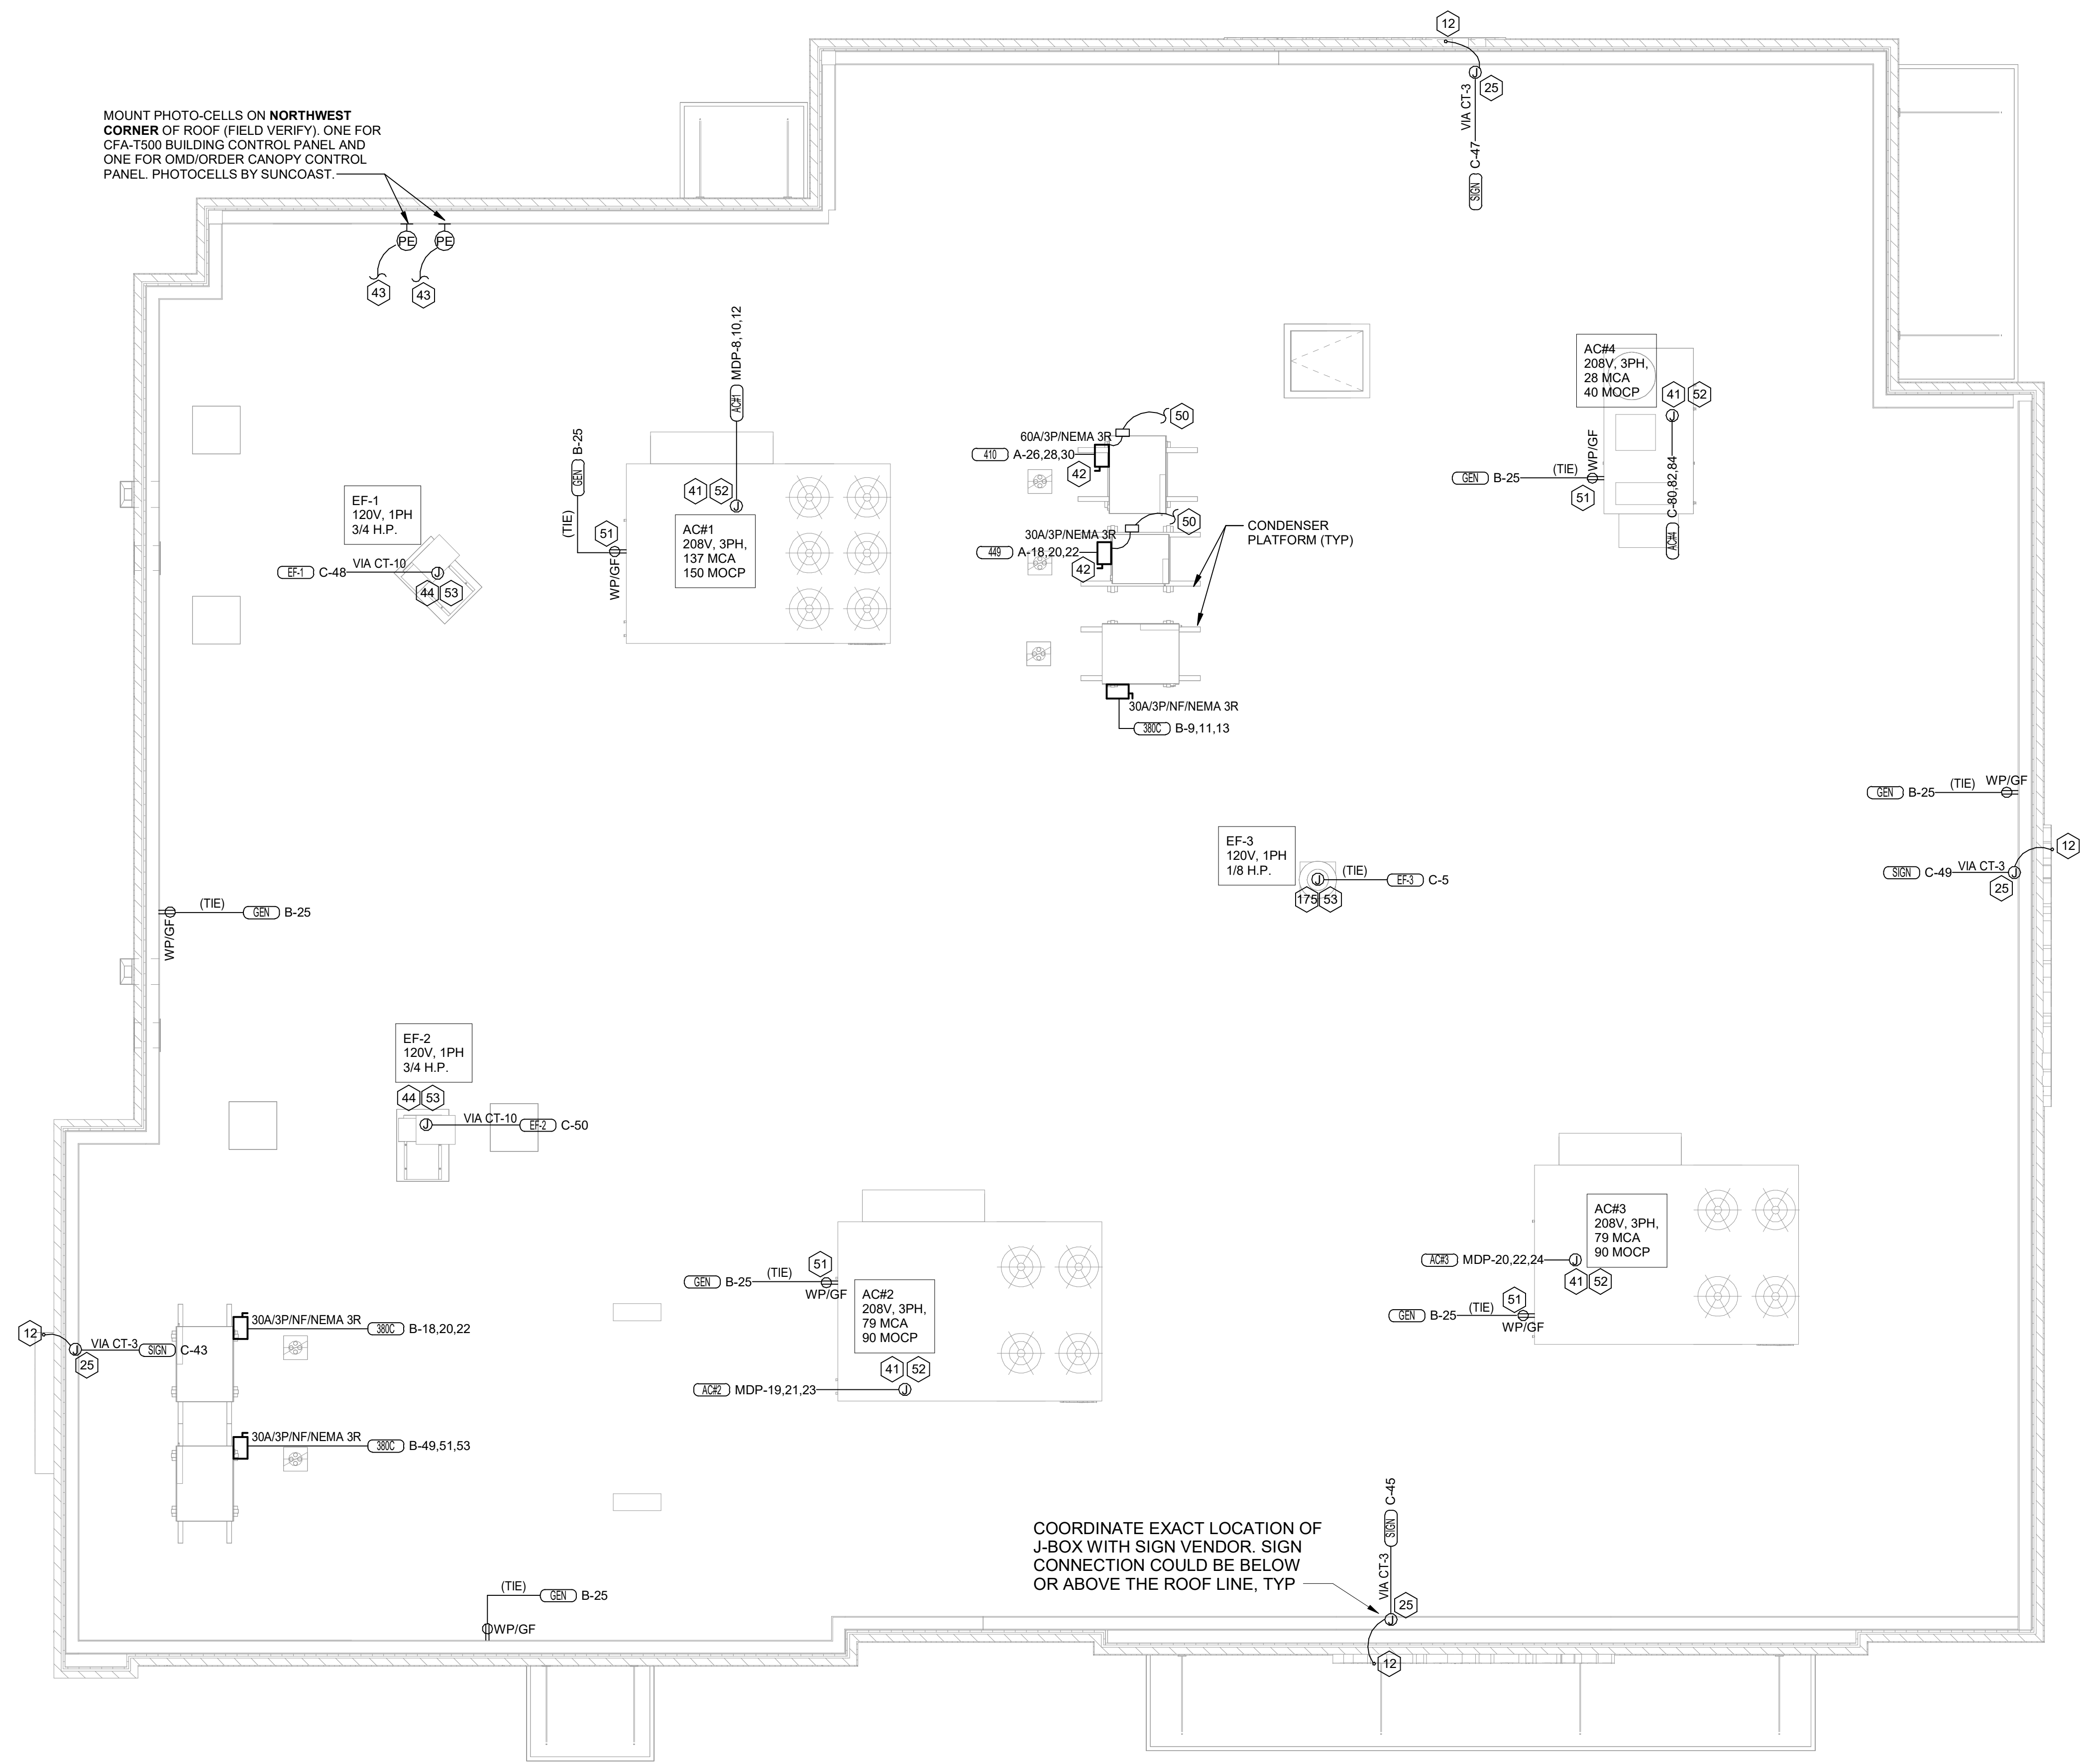 12
25
VIA CT-3
C-47
SIGN
MOUNT PHOTO-CELLS ON NORTHWEST
CORNER OF ROOF (FIELD VERIFY). ONE FOR
CFA-T500 BUILDING CONTROL PANEL AND
ONE FOR OMD/ORDER CANOPY CONTROL
PANEL. PHOTOCELLS BY SUNCOAST.
PE
PE
43
43
MDP-8,10,12
AC#1
B-25
GEN
(TIE)
51
WP/GF
41
52
J
AC#1
208V, 3PH,
137 MCA
150 MOCP
EF-1
120V, 1PH
3/4 H.P.
EF-1 C-48 VIA CT-10 J
44
53
50
60A/3P/NEMA 3R
410 A-26,28,30
42
50
30A/3P/NEMA 3R
449 A-18,20,22
42
CONDENSER
PLATFORM (TYP)
30A/3P/NF/NEMA 3R
380C B-9,11,13
AC#4
208V, 3PH,
28 MCA
40 MOCP
41
52
J
C-80,82,84
AC#4
WP/GF
GEN B-25 (TIE)
51
GEN B-25 (TIE) WP/GF
12
SIGN C-49 VIA CT-3 J
25
EF-3
120V, 1PH
1/8 H.P.
J (TIE) EF-3 C-5
175
53
(TIE) GEN B-25
WP/GF
EF-2
120V, 1PH
3/4 H.P.
44
53
J VIA CT-10 EF-2 C-50
51
GEN B-25 (TIE)
WP/GF
AC#2
208V, 3PH,
79 MCA
90 MOCP
41
52
AC#2 MDP-19,21,23 J
AC#3
208V, 3PH,
79 MCA
90 MOCP
AC#3 MDP-20,22,24 J
41
52
51
GEN B-25 (TIE)
WP/GF
12
J VIA CT-3 SIGN C-43
25
30A/3P/NF/NEMA 3R 380C B-18,20,22
30A/3P/NF/NEMA 3R 380C B-49,51,53
(TIE) GEN B-25
WP/GF
COORDINATE EXACT LOCATION OF
J-BOX WITH SIGN VENDOR. SIGN
CONNECTION COULD BE BELOW
OR ABOVE THE ROOF LINE, TYP
C-45
SIGN
VIA CT-3
J
25
12